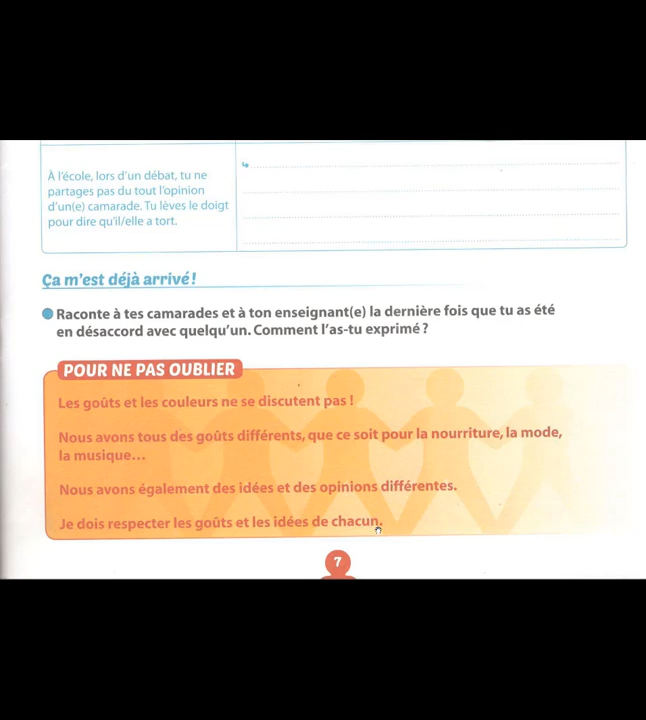 À l'école, lors d'un débat, tu ne
partages pas du tout l'opinion
d'un(e) camarade. Tu lèves le doigt
pour dire qu'il/elle a tort.
Ça m'est déjà arrivé !
Raconte à tes camarades et à ton enseignant(e) la dernière fois que tu as été
en désaccord avec quelqu'un. Comment l'as-tu exprimé ?
POUR NE PAS OUBLIER
Les goûts et les couleurs ne se discutent pas !
Nous avons tous des goûts différents, que ce soit pour la nourriture, la mode,
la musique...
Nous avons également des idées et des opinions différentes.
Je dois respecter les goûts et les idées de chacun.
7